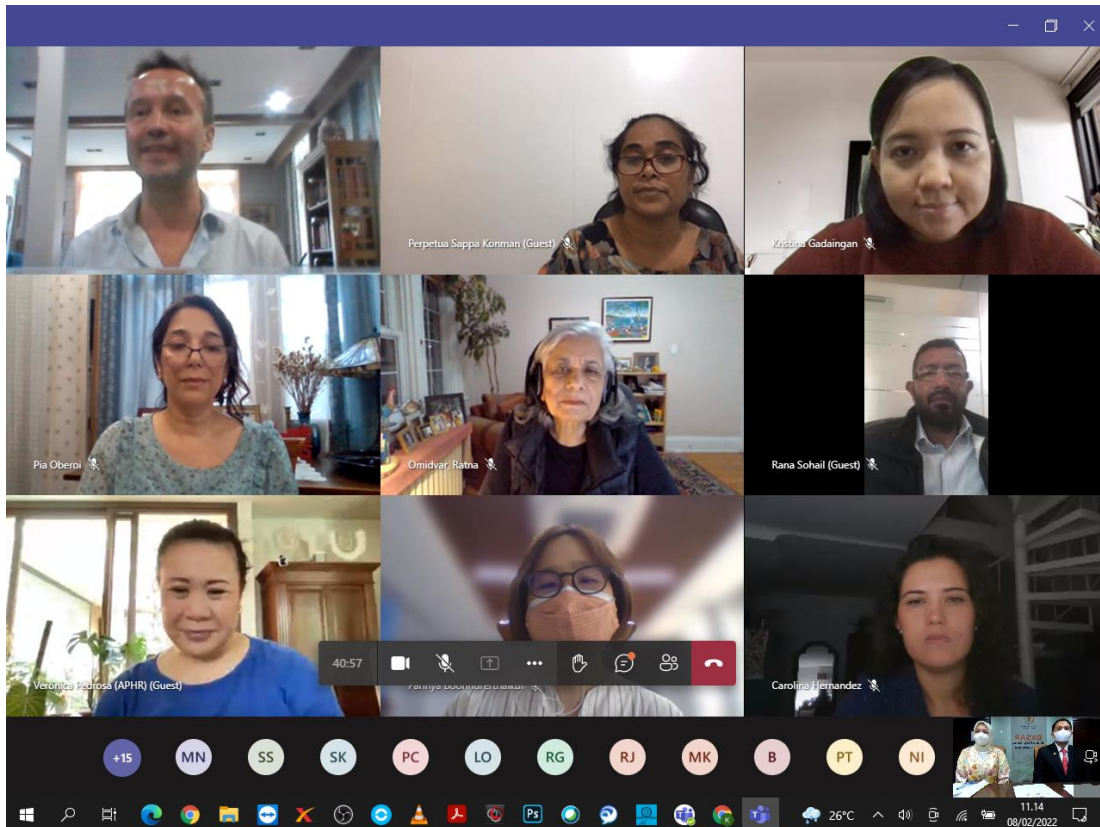 Perpetua Sappa Konman (Guest)
Kristina Gadaingan
Pia Oberoi
Omidvar, Ratna
Rana Sohail (Guest)
Veronica Pedrosa (APHR) (Guest)
40:57
Carolina Hernandez
+15
MN
SS
SK
PC
LO
RG
RJ
MK
B
PT
NI
BKSAP
Ps
26°C
11.14
08/02/2022